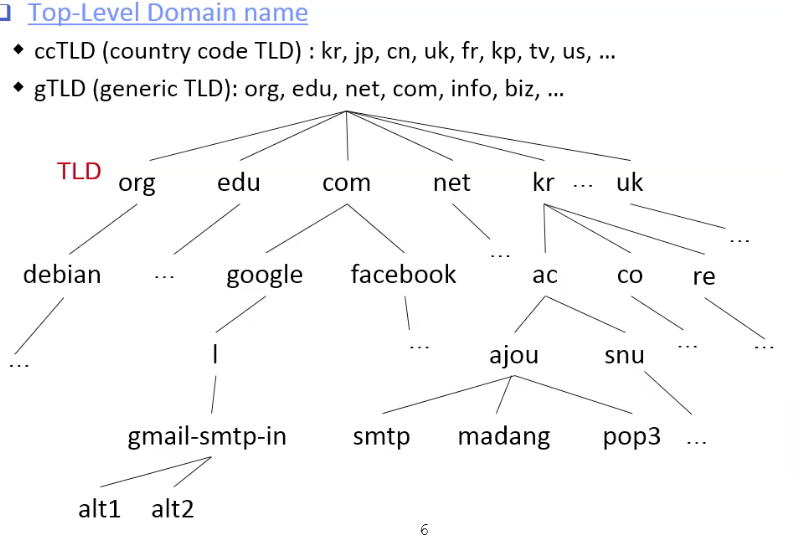 Top-Level Domain name
ccTLD (country code TLD) : kr, jp, cn, uk, fr, kp, tv, us, ...
gTLD (generic TLD): org, edu, net, com, info, biz, ...
TLD org edu com net kr ... uk
... ...
debian ... google facebook ac co re
... l ... ajou snu ... ...
gmail-smtp-in smtp madang pop3 ...
alt1 alt2
6